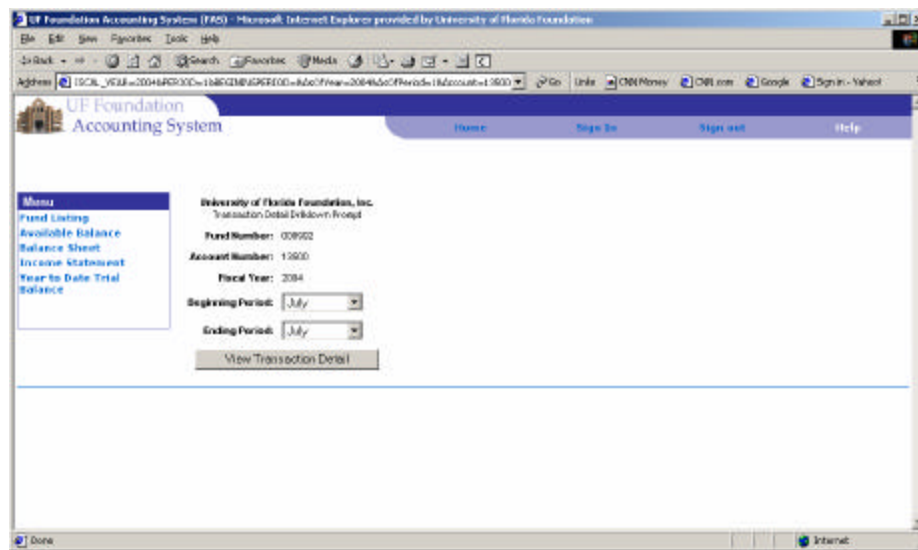 UF Foundation Accounting System (FAS) - Microsoft Internet Explorer provided by University of Florida Foundation
File Edit View Favorites Tools Help
Back Search Favorites Media
Address Go Links CNN Money CNN.com Google Sign in - Yahoo!
UF Foundation
Accounting System
Home Sign In Sign out Help
Menu
Fund Listing
Available Balance
Balance Sheet
Income Statement
Year to Date Trial
Balance
University of Florida Foundation, Inc.
Transaction Detail Drilldown Prompt
Fund Number:
Account Number: 13900
Fiscal Year: 2004
Beginning Period: July
Ending Period: July
View Transaction Detail
Done Internet